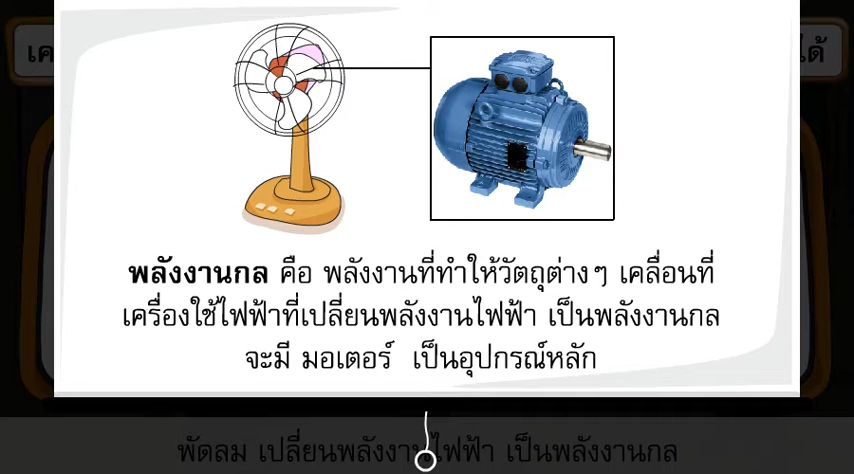 เค
ได้
พลังงานกล คือ พลังงานที่ทำให้วัตถุต่างๆ เคลื่อนที่
เครื่องใช้ไฟฟ้าที่เปลี่ยนพลังงานไฟฟ้า เป็นพลังงานกล
จะมี มอเตอร์ เป็นอุปกรณ์หลัก
พัดลม เปลี่ยนพลังงานไฟฟ้า เป็นพลังงานกล